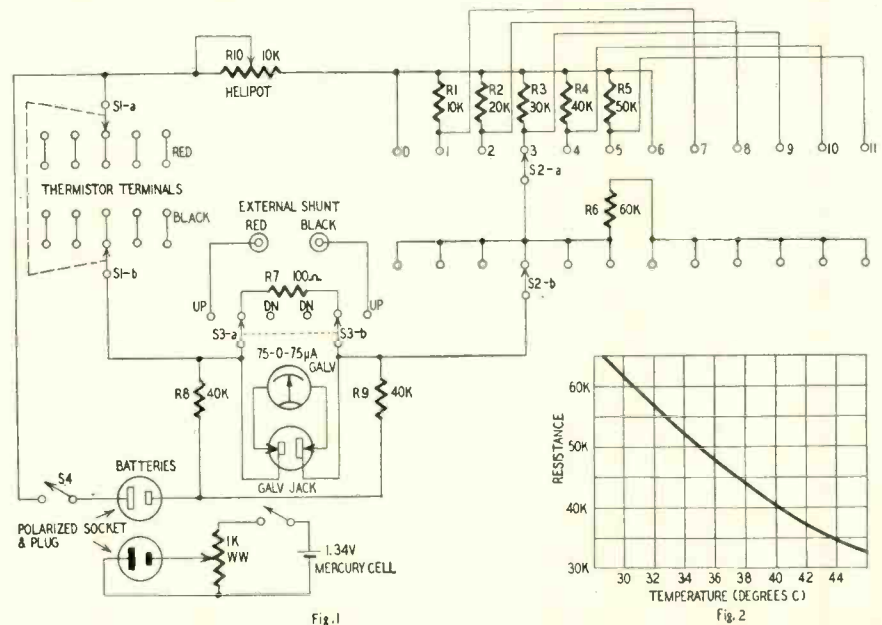 R10 10K
HELIPOT
S1-a
RED
THERMISTOR TERMINALS
BLACK
S1-b
R1
10K
R2
20K
R3
30K
R4
40K
R5
50K
0 1 2 3 4 5 6 7 8 9 10 11
S2-a
R6 60K
S2-b
EXTERNAL SHUNT
RED BLACK
R7 100Ω
UP DN DN UP
S3-a S3-b
75-0-75μA
GALV
R8 40K
R9 40K
GALV JACK
S4
BATTERIES
POLARIZED SOCKET
& PLUG
1K
WW
1.34V
MERCURY CELL
Fig.1
RESISTANCE
60K
50K
40K
30K
30 32 34 36 38 40 42 44
TEMPERATURE (DEGREES C)
Fig.2